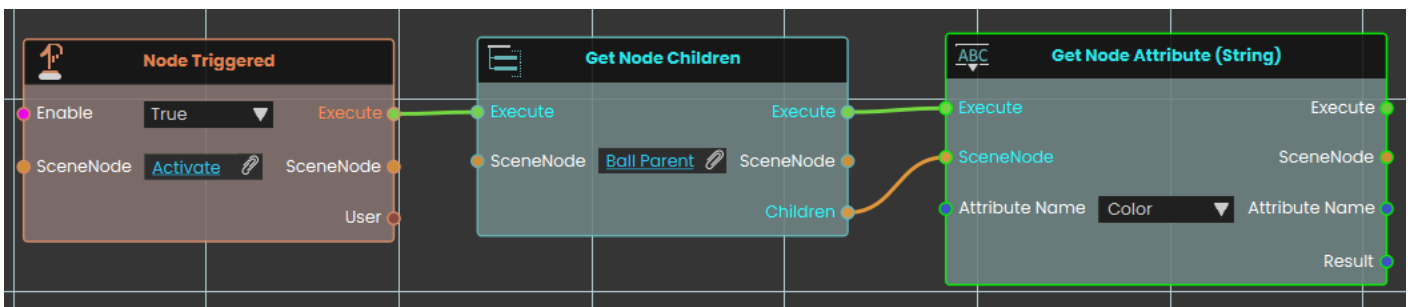 Node Triggered
Enable True Execute
SceneNode Activate SceneNode
User
Get Node Children
Execute Execute
SceneNode Ball Parent SceneNode
Children
ABC Get Node Attribute (String)
Execute Execute
SceneNode SceneNode
Attribute Name Color Attribute Name
Result